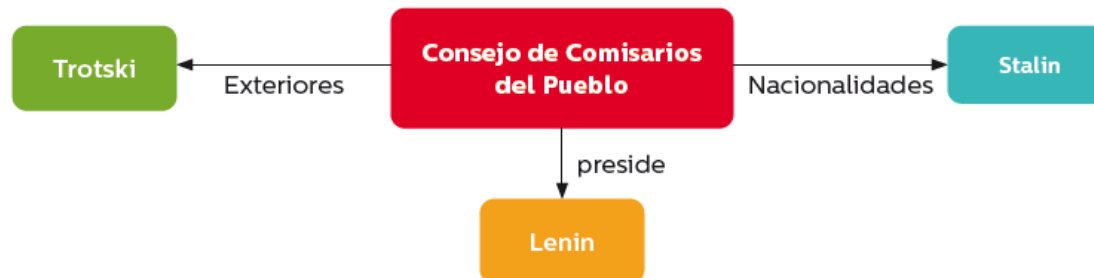 Consejo de Comisarios
del Pueblo
Trotski
Exteriores
Nacionalidades
Stalin
preside
Lenin